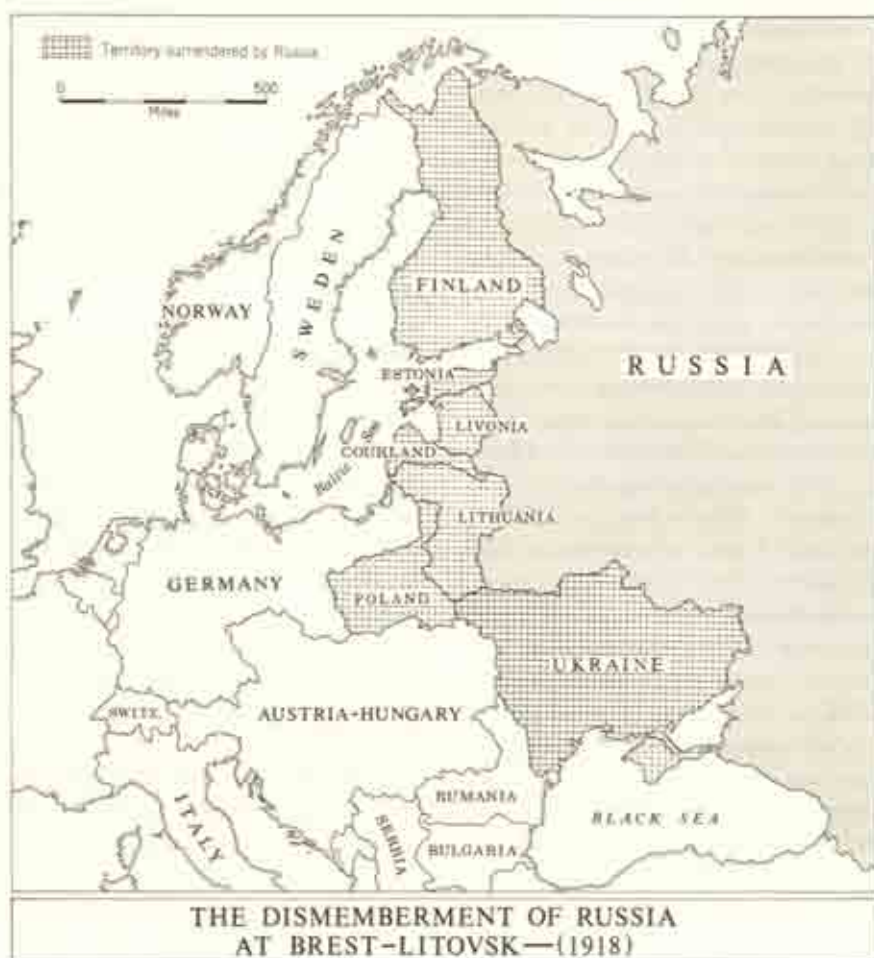 Territory surrendered by Russia
0 500
Miles
NORWAY
SWEDEN
FINLAND
RUSSIA
ESTONIA
LIVONIA
COURLAND
Baltic Sea
LITHUANIA
GERMANY
POLAND
UKRAINE
SWITZ.
AUSTRIA-HUNGARY
ITALY
RUMANIA
SERBIA
BULGARIA
BLACK SEA
THE DISMEMBERMENT OF RUSSIA
AT BREST-LITOVSK—(1918)